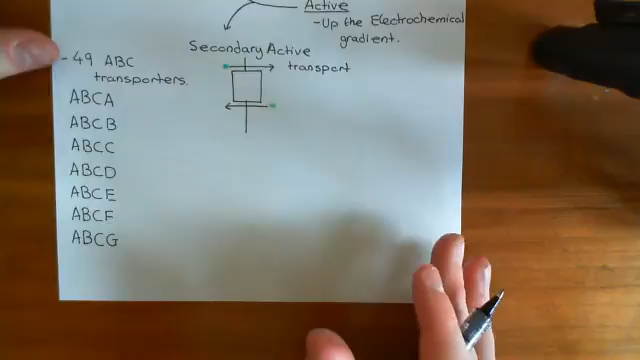 Active
-Up the Electrochemical
gradient.
Secondary Active
transport
-49 ABC
transporters.
ABCA
ABCB
ABCC
ABCD
ABCE
ABCF
ABCG